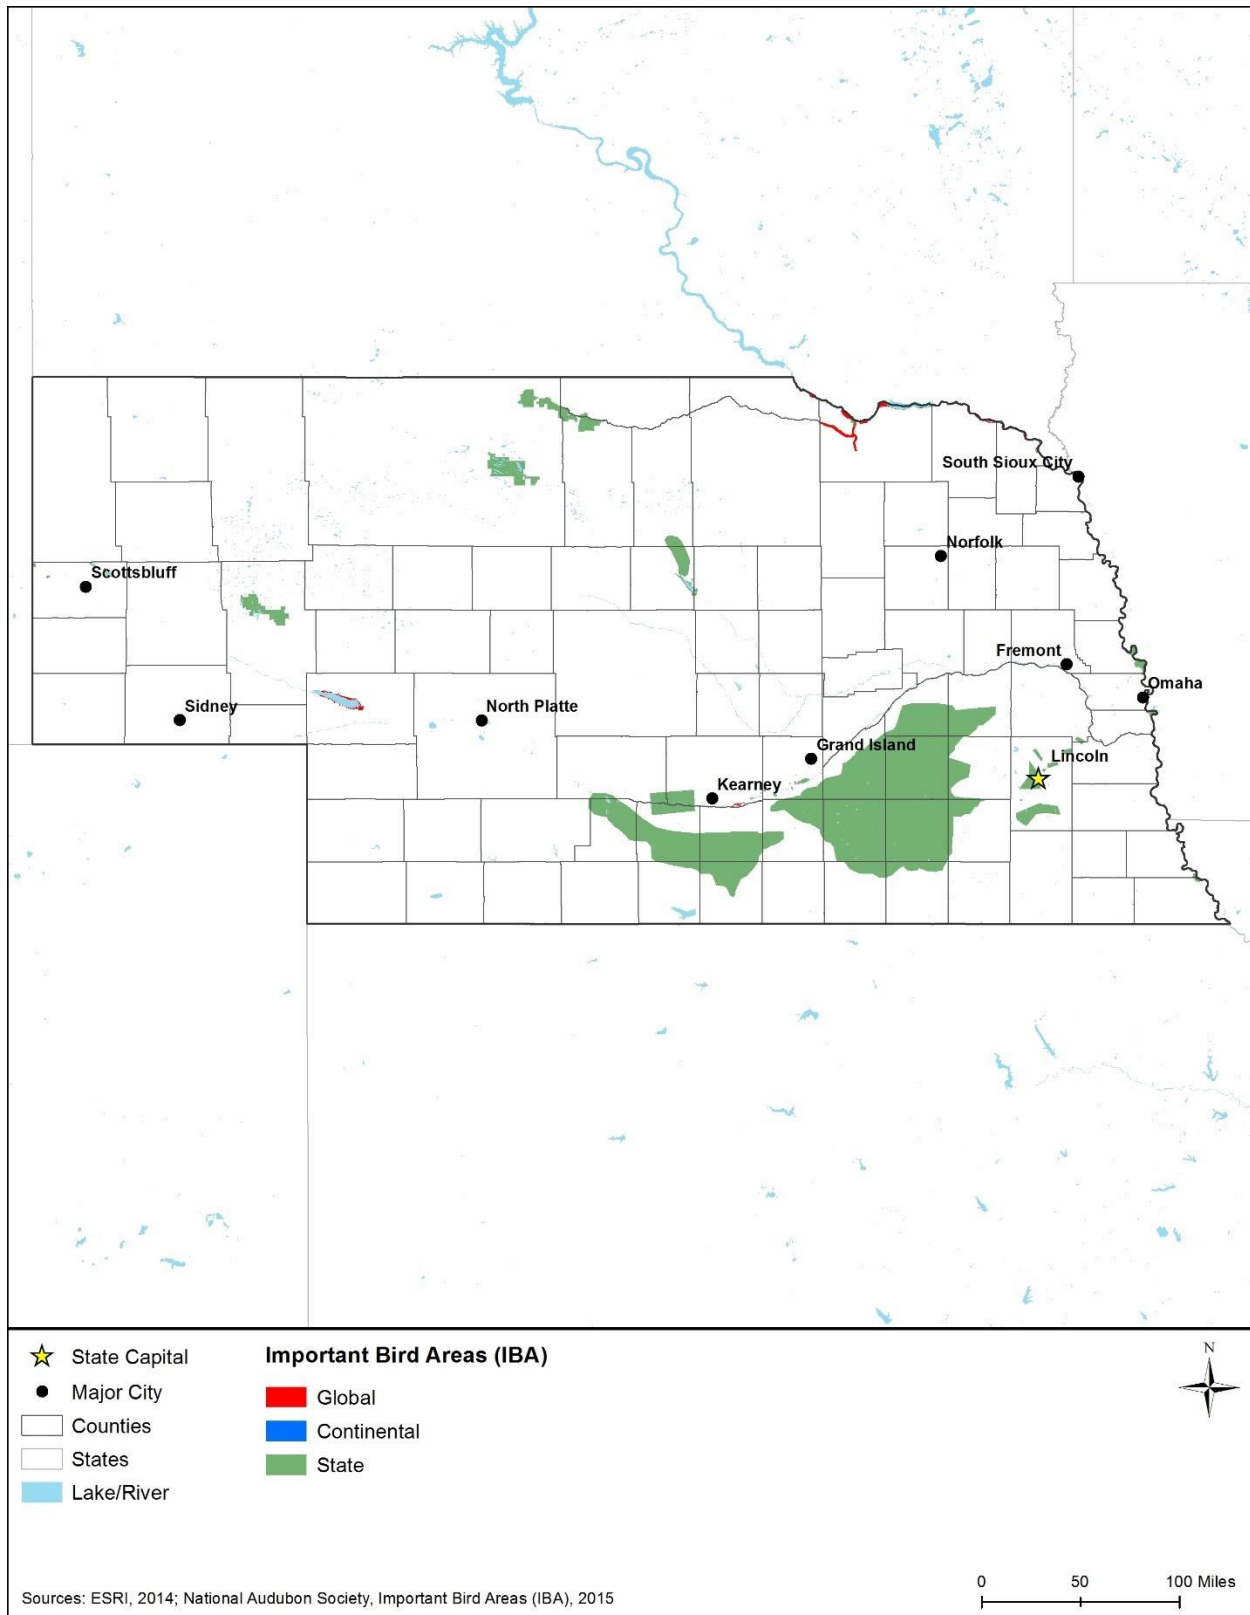 South Sioux City
Norfolk
Scottsbluff
Fremont
Omaha
Sidney
North Platte
Grand Island
Lincoln
Kearney
State Capital
Major City
Counties
States
Lake/River
Important Bird Areas (IBA)
Global
Continental
State
N
Sources: ESRI, 2014; National Audubon Society, Important Bird Areas (IBA), 2015
0 50 100 Miles